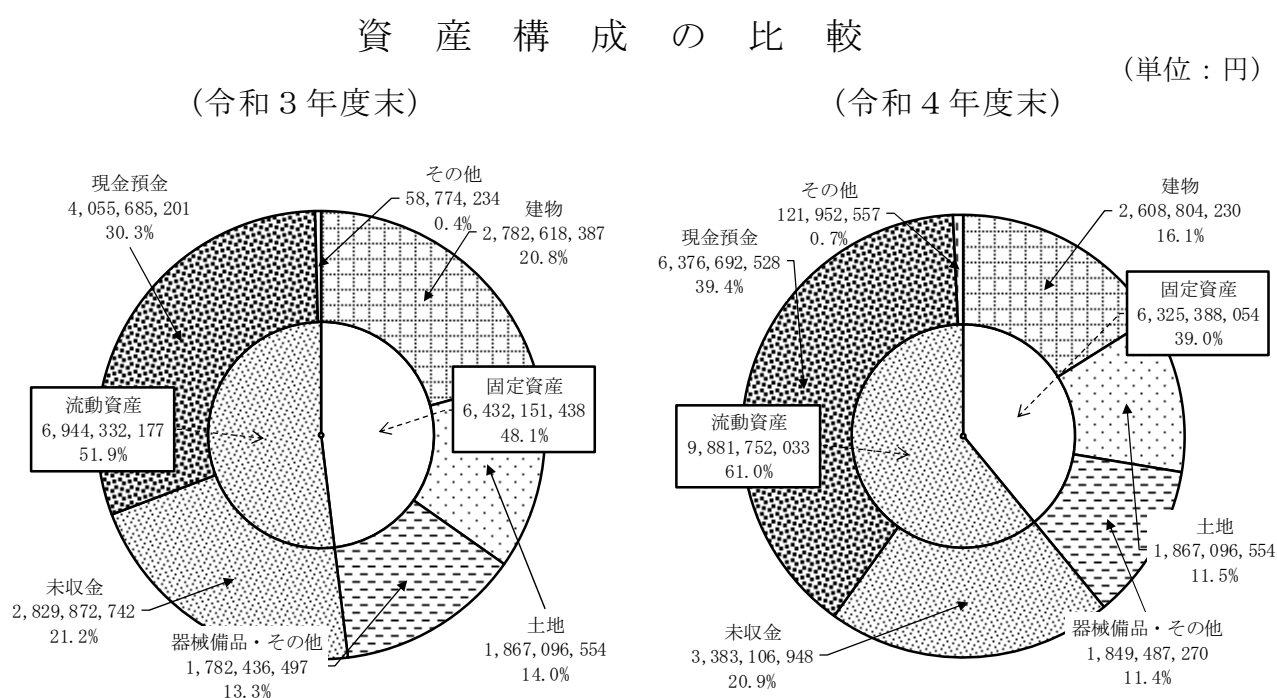 資産構成の比較
(単位：円)
(令和３年度末)
現金預金
4,055,685,201
30.3%
その他
58,774,234
0.4%
建物
2,782,618,387
20.8%
流動資産
6,944,332,177
51.9%
固定資産
6,432,151,438
48.1%
未収金
2,829,872,742
21.2%
器械備品・その他
1,782,436,497
13.3%
土地
1,867,096,554
14.0%
(令和４年度末)
その他
121,952,557
0.7%
現金預金
6,376,692,528
39.4%
建物
2,608,804,230
16.1%
固定資産
6,325,388,054
39.0%
流動資産
9,881,752,033
61.0%
土地
1,867,096,554
11.5%
未収金
3,383,106,948
20.9%
器械備品・その他
1,849,487,270
11.4%